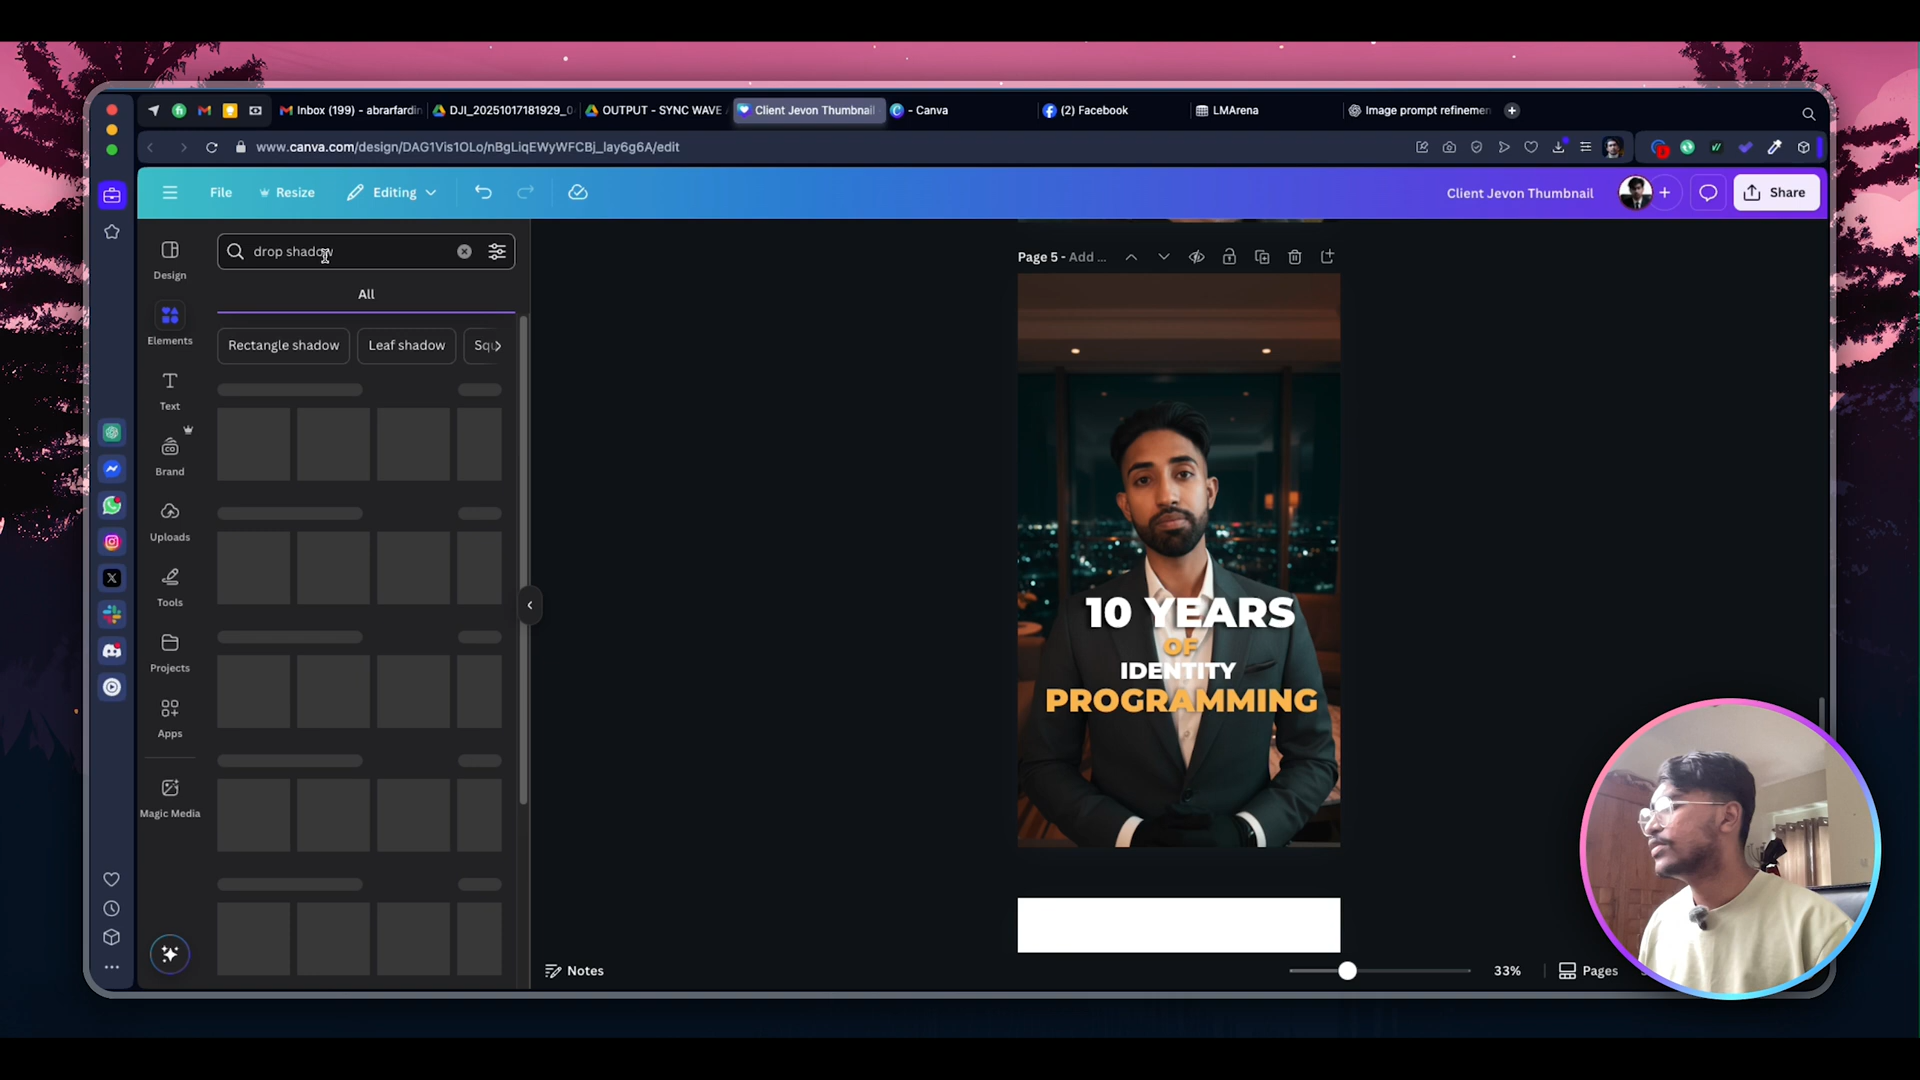 Inbox (199) - abrarfardin
DJI_20251017181929_0
OUTPUT - SYNC WAVE
Client Jevon Thumbnail
- Canva
(2) Facebook
LMArena
Image prompt refinemen
www.canva.com/design/DAG1Vis1OLo/nBgLiqEWyWFCBj_lay6g6A/edit
File
Resize
Editing
Client Jevon Thumbnail
Share
drop shadow
All
Rectangle shadow
Leaf shadow
Squ
Design
Elements
Text
Brand
Uploads
Tools
Projects
Apps
Magic Media
Page 5 - Add ...
10 YEARS
OF
IDENTITY
PROGRAMMING
Notes
33%
Pages